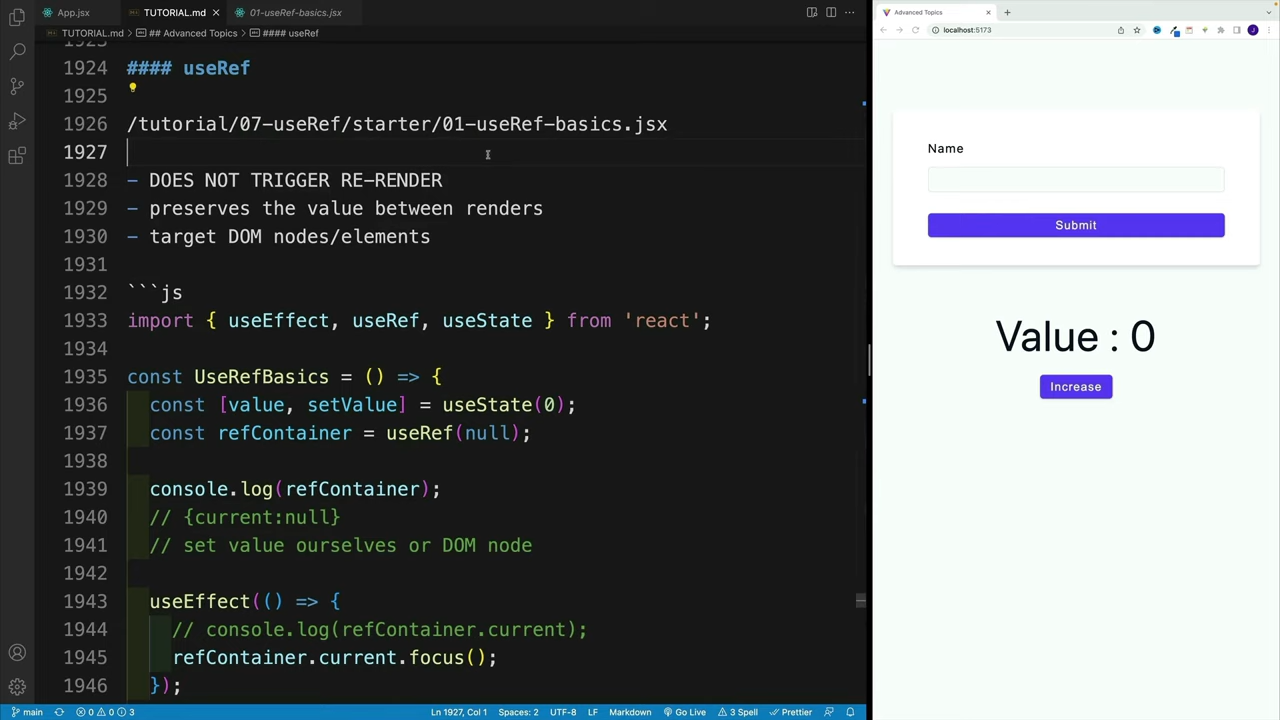 App.jsx
TUTORIAL.md
01-useRef-basics.jsx
TUTORIAL.md > ## Advanced Topics > #### useRef
1923
1924 #### useRef
1925
1926 /tutorial/07-useRef/starter/01-useRef-basics.jsx
1927
1928 - DOES NOT TRIGGER RE-RENDER
1929 - preserves the value between renders
1930 - target DOM nodes/elements
1931
1932 ```js
1933 import { useEffect, useRef, useState } from 'react';
1934
1935 const UseRefBasics = () => {
1936 const [value, setValue] = useState(0);
1937 const refContainer = useRef(null);
1938
1939 console.log(refContainer);
1940 // {current:null}
1941 // set value ourselves or DOM node
1942
1943 useEffect(() => {
1944 // console.log(refContainer.current);
1945 refContainer.current.focus();
1946 });
main
0 0 3
Ln 1927, Col 1
Spaces: 2
UTF-8
LF
Markdown
Go Live
3 Spell
Prettier
Advanced Topics
localhost:5173
J
Name
Submit
Value : 0
Increase